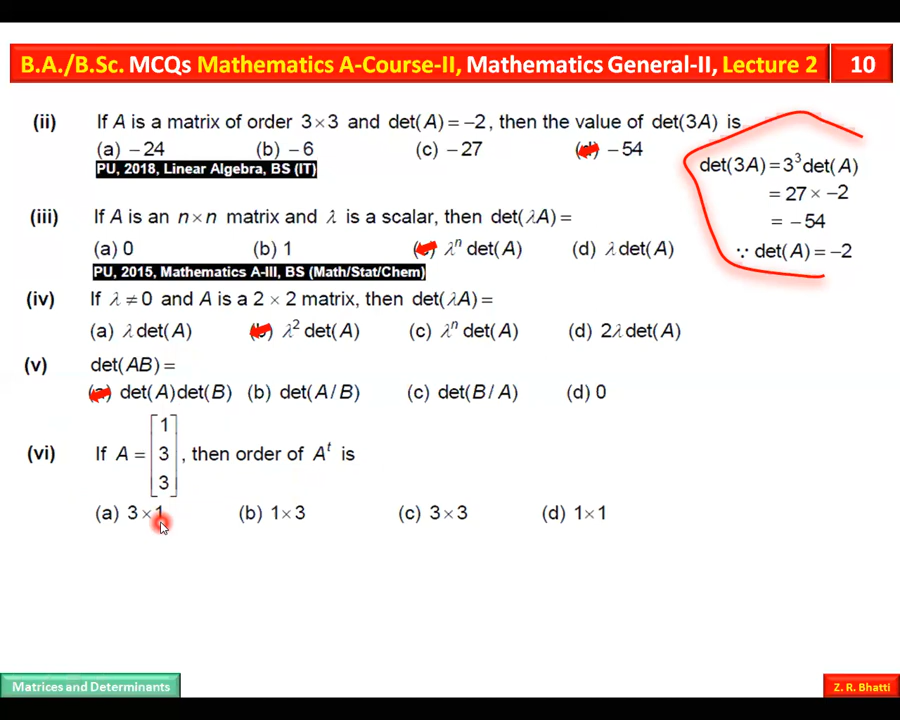 B.A./B.Sc. MCQs Mathematics A-Course-II, Mathematics General-II, Lecture 2 10
(ii) If A is a matrix of order 3×3 and det(A) = −2, then the value of det(3A) is
(a) −24 (b) −6 (c) −27 −54
PU, 2018, Linear Algebra, BS (IT)
det(3A) = 3³ det(A)
= 27 × −2
= −54
∵ det(A) = −2
(iii) If A is an n×n matrix and λ is a scalar, then det(λA) =
(a) 0 (b) 1 λⁿ det(A) (d) λ det(A)
PU, 2015, Mathematics A-III, BS (Math/Stat/Chem)
(iv) If λ ≠ 0 and A is a 2 × 2 matrix, then det(λA) =
(a) λ det(A) λ² det(A) (c) λⁿ det(A) (d) 2λ det(A)
(v) det(AB) =
det(A)det(B) (b) det(A/B) (c) det(B/A) (d) 0
(vi) If A = [1 3 3], then order of Aᵗ is
(a) 3×1 (b) 1×3 (c) 3×3 (d) 1×1
Matrices and Determinants
Z. R. Bhatti